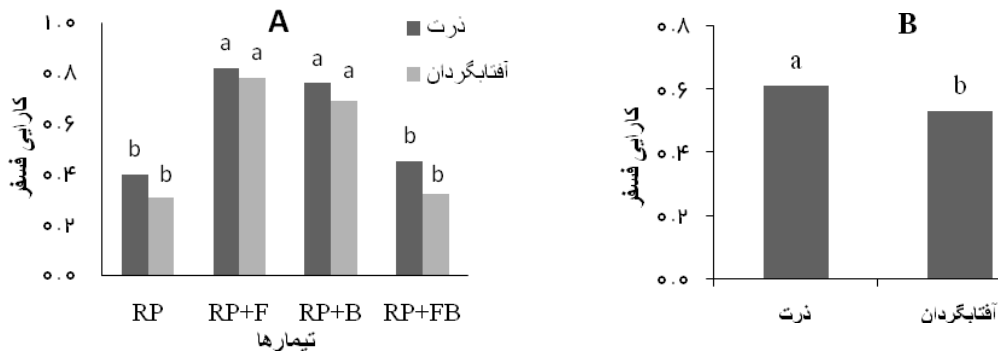 A
کارایی فسفر
۱.۰
۰.۸
۰.۶
۰.۴
۰.۲
۰.۰
ذرت
آفتابگردان
b b a a a a b b
RP RP+F RP+B RP+FB
تیمارها
B
کارایی فسفر
۰.۸
۰.۶
۰.۴
۰.۲
۰.۰
a b
ذرت آفتابگردان